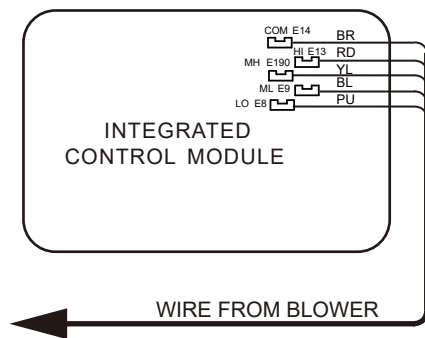 COM E14 BR
HI E13 RD
MH E190 YL
ML E9 BL
LO E8 PU
INTEGRATED
CONTROL MODULE
WIRE FROM BLOWER